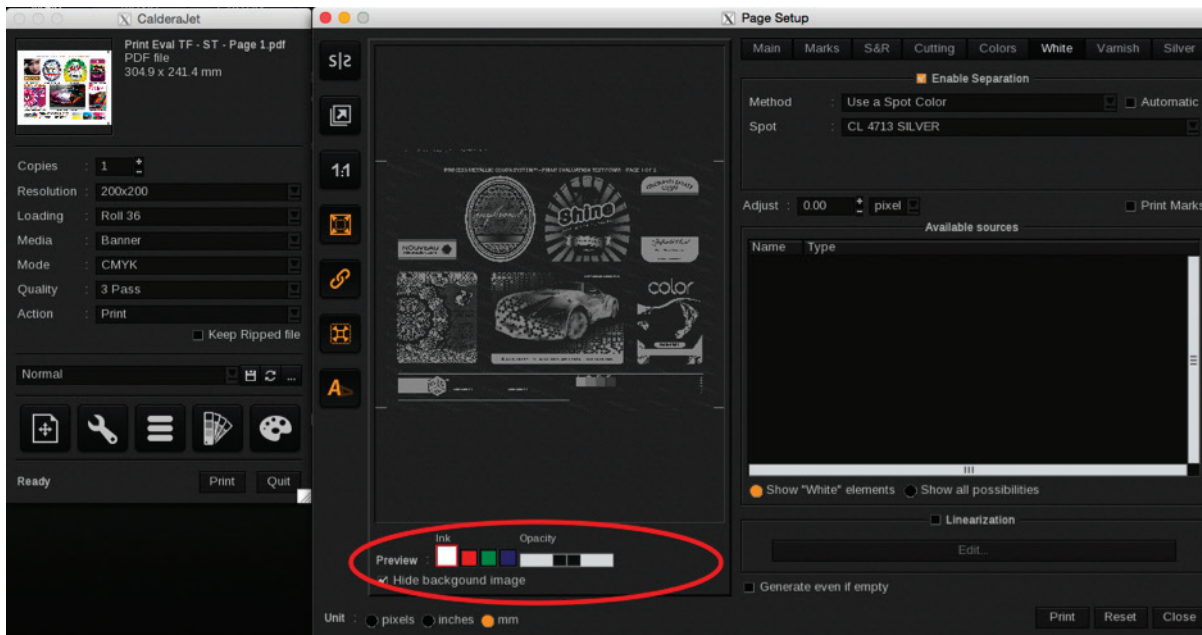 CalderaJet
Print Eval TF - ST - Page 1.pdf
PDF file
304.9 x 241.4 mm
Copies : 1
Resolution : 200x200
Loading : Roll 36
Media : Banner
Mode : CMYK
Quality : 3 Pass
Action : Print
Keep Ripped file
Normal
...
Ready
Print
Quit
Page Setup
S|S
1:1
A
NOUVEAU
Shine
color
Ink
Opacity
Preview :
Hide backgound image
Unit : pixels inches mm
Main Marks S&R Cutting Colors White Varnish Silver
Enable Separation
Method : Use a Spot Color Automatic
Spot : CL 4713 SILVER
Adjust : 0.00 pixel Print Marks
Available sources
Name Type
Show "White" elements Show all possibilities
Linearization
Edit...
Generate even if empty
Print Reset Close